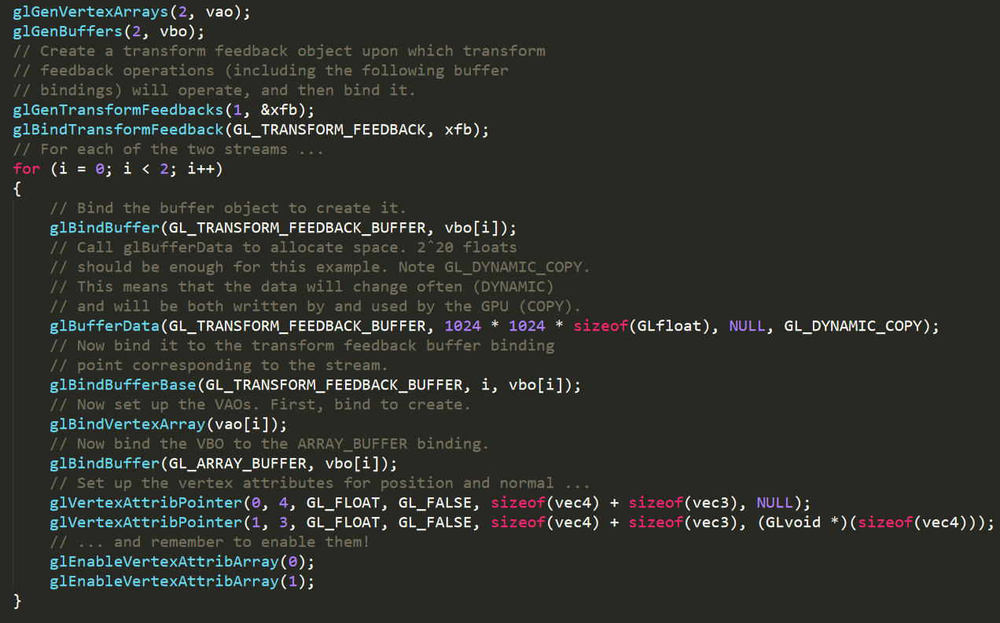 glGenVertexArrays(2, vao);
glGenBuffers(2, vbo);
// Create a transform feedback object upon which transform
// feedback operations (including the following buffer
// bindings) will operate, and then bind it.
glGenTransformFeedbacks(1, &xfb);
glBindTransformFeedback(GL_TRANSFORM_FEEDBACK, xfb);
// For each of the two streams ...
for (i = 0; i < 2; i++)
{
    // Bind the buffer object to create it.
    glBindBuffer(GL_TRANSFORM_FEEDBACK_BUFFER, vbo[i]);
    // Call glBufferData to allocate space. 2^20 floats
    // should be enough for this example. Note GL_DYNAMIC_COPY.
    // This means that the data will change often (DYNAMIC)
    // and will be both written by and used by the GPU (COPY).
    glBufferData(GL_TRANSFORM_FEEDBACK_BUFFER, 1024 * 1024 * sizeof(GLfloat), NULL, GL_DYNAMIC_COPY);
    // Now bind it to the transform feedback buffer binding
    // point corresponding to the stream.
    glBindBufferBase(GL_TRANSFORM_FEEDBACK_BUFFER, i, vbo[i]);
    // Now set up the VAOs. First, bind to create.
    glBindVertexArray(vao[i]);
    // Now bind the VBO to the ARRAY_BUFFER binding.
    glBindBuffer(GL_ARRAY_BUFFER, vbo[i]);
    // Set up the vertex attributes for position and normal ...
    glVertexAttribPointer(0, 4, GL_FLOAT, GL_FALSE, sizeof(vec4) + sizeof(vec3), NULL);
    glVertexAttribPointer(1, 3, GL_FLOAT, GL_FALSE, sizeof(vec4) + sizeof(vec3), (GLvoid *)(sizeof(vec4)));
    // ... and remember to enable them!
    glEnableVertexAttribArray(0);
    glEnableVertexAttribArray(1);
}